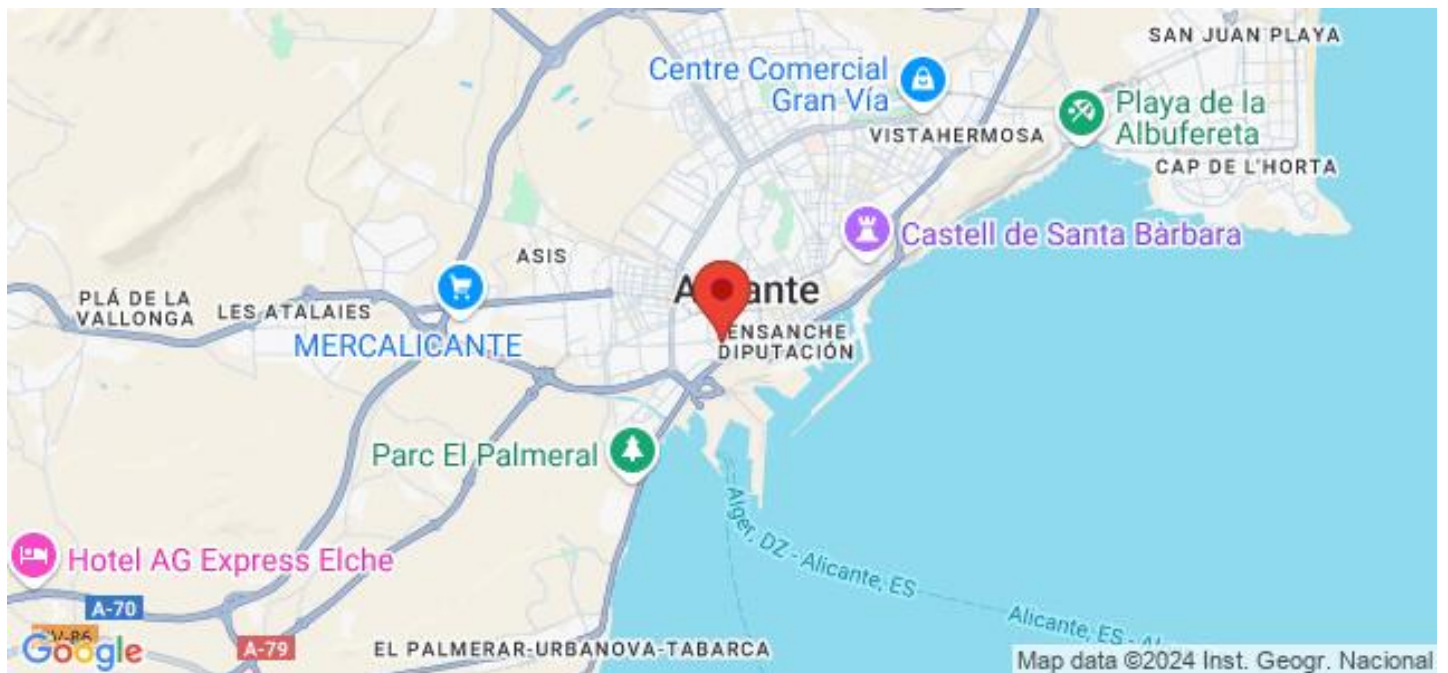 SAN JUAN PLAYA
Centre Comercial
Gran Vía
Playa de la
Albufereta
VISTAHERMOSA
CAP DE L'HORTA
Castell de Santa Bàrbara
ASIS
PLÁ DE LA
VALLONGA
LES ATALAIES
MERCALICANTE
ENSANCHE
DIPUTACIÓN
Parc El Palmeral
Alger, DZ - Alicante, ES
Hotel AG Express Elche
A-70
A-79
Google
EL PALMERAR-URBANOVA-TABARCA
Alicante, ES -
Map data ©2024 Inst. Geogr. Nacional